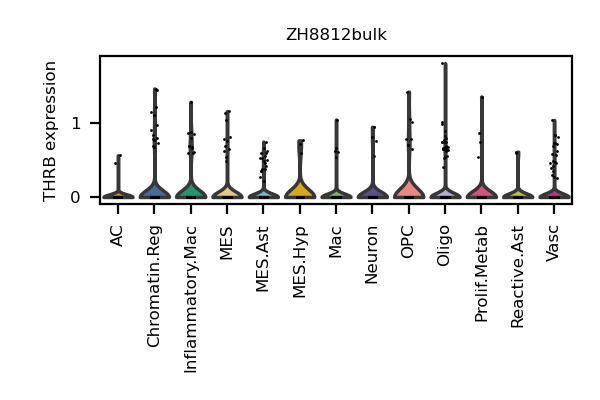 ZH8812bulk
THRB expression
1
0
AC
Chromatin.Reg
Inflammatory.Mac
MES
MES.Ast
MES.Hyp
Mac
Neuron
OPC
Oligo
Prolif.Metab
Reactive.Ast
Vasc